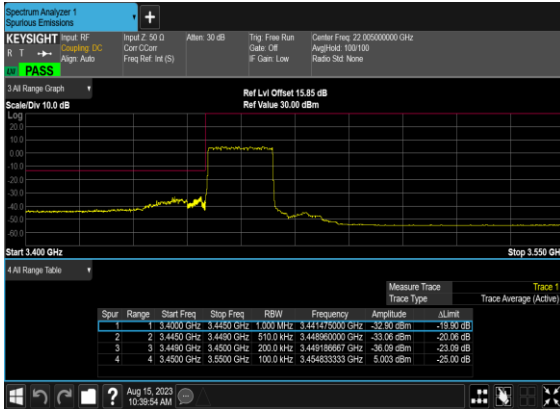 Spectrum Analyzer 1
Spurious Emissions
+
KEYSIGHT Input: RF Input Z: 50 Ω Atten: 30 dB Trig: Free Run Center Freq: 22.005000000 GHz
R T Coupling: DC Corr CCorr Gate: Off Avg|Hold: 100/100
Align: Auto Freq Ref: Int (S) IF Gain: Low Radio Std: None
PASS
3 All Range Graph
Ref Lvl Offset 15.85 dB
Scale/Div 10.0 dB Ref Value 30.00 dBm
Log
20.0
10.0
0.00
-10.0
-20.0
-30.0
-40.0
-50.0
-60.0
Start 3.400 GHz Stop 3.550 GH
4 All Range Table
Measure Trace Trace 1
Trace Type Trace Average (Active)
Spur Range Start Freq Stop Freq RBW Frequency Amplitude ΔLimit
1 1 3.4000 GHz 3.4450 GHz 1.000 MHz 3.441475000 GHz -32.90 dBm -19.90 dB
2 2 3.4450 GHz 3.4490 GHz 510.0 kHz 3.448960000 GHz -33.06 dBm -20.06 dB
3 3 3.4490 GHz 3.4500 GHz 200.0 kHz 3.449186667 GHz -36.09 dBm -23.09 dB
4 4 3.4500 GHz 3.5500 GHz 100.0 kHz 3.454833333 GHz 5.003 dBm -25.00 dB
?
Aug 15, 2023
10:39:54 AM